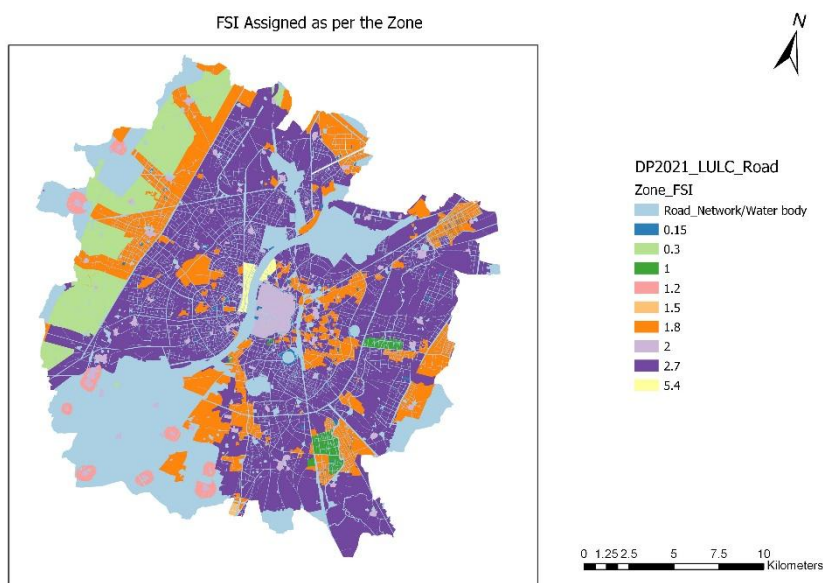 FSI Assigned as per the Zone
N
DP2021_LULC_Road
Zone_FSI
Road_Network/Water body
0.15
0.3
1
1.2
1.5
1.8
2
2.7
5.4
0 1.25 2.5 5 7.5 10
Kilometers